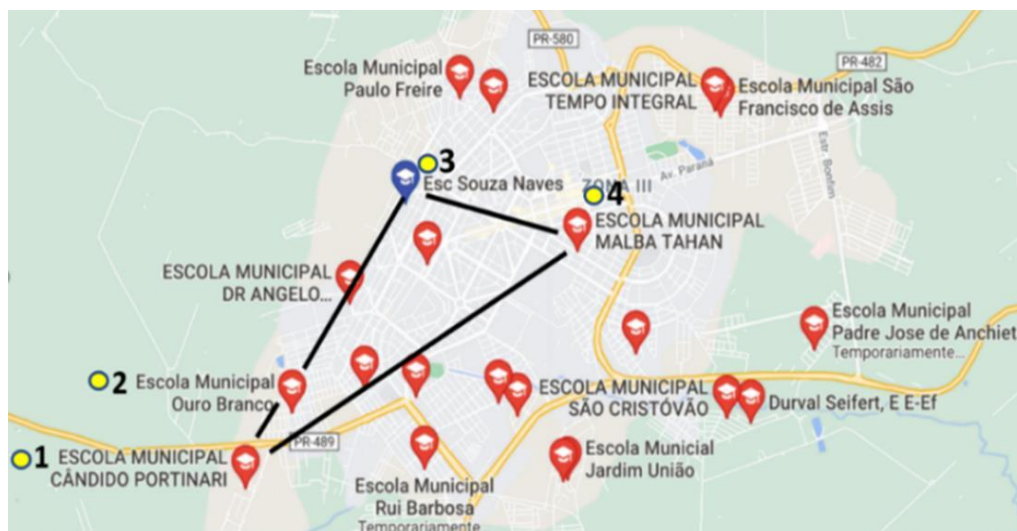 PR-580
Escola Municipal
Paulo Freire
ESCOLA MUNICIPAL
TEMPO INTEGRAL
PR-482
Escola Municipal São
Francisco de Assis
3
Esc Souza Naves
ZONA III
Av. Paraná
Estr. Bonfim
4
ESCOLA MUNICIPAL
MALBA TAHAN
ESCOLA MUNICIPAL
DR ANGELO...
Escola Municipal
Padre Jose de Anchiet
Temporariamente...
2
Escola Municipal
Ouro Branco
ESCOLA MUNICIPAL
SÃO CRISTÓVÃO
Durval Seifert, E E-Ef
1
ESCOLA MUNICIPAL
CÂNDIDO PORTINARI
PR-489
Escola Municial
Jardim União
Escola Municipal
Rui Barbosa
Temporariamente